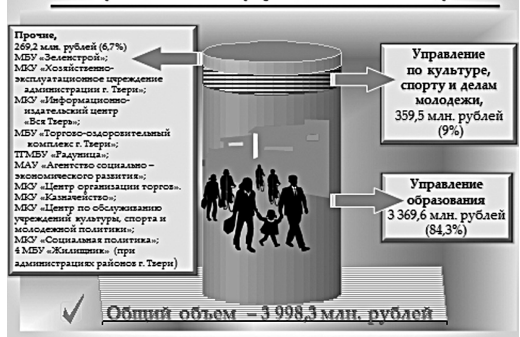 Прочие,
269,2 млн. рублей (6,7%)
МБУ «Зеленстрой»;
МКУ «Хозяйственно-
эксплуатационное учреждение
администрации г. Твери»;
МКУ «Информационно-
издательский центр
«Вся Тверь»;
МБУ «Торгово-оздоровительный
комплекс г. Твери»;
ТГМБУ «Радуница»;
МАУ «Агентство социально –
экономического развития»;
МКУ «Центр организации торгов».
МКУ «Казначейство»;
МКУ «Центр по обслуживанию
учреждений культуры, спорта и
молодежной политики»;
МКУ «Социальная политика»;
4 МБУ «Жилищник» (при
администрациях районов г. Твери)
Управление
по культуре,
спорту и делам
молодежи,
359,5 млн. рублей
(9%)
Управление
образования
3 369,6 млн. рублей
(84,3%)
Общий объем – 3 998,3 млн. рублей